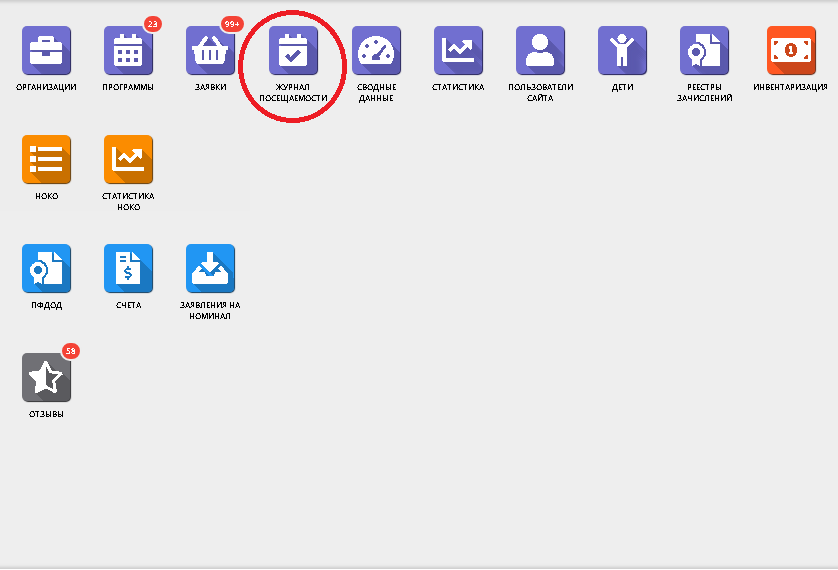 23
99+
ОРГАНИЗАЦИИ
ПРОГРАММЫ
ЗАЯВКИ
ЖУРНАЛ
ПОСЕЩАЕМОСТИ
СВОДНЫЕ
ДАННЫЕ
СТАТИСТИКА
ПОЛЬЗОВАТЕЛИ
САЙТА
ДЕТИ
РЕЕСТРЫ
ЗАЧИСЛЕНИЙ
1
ИНВЕНТАРИЗАЦИЯ
НОКО
СТАТИСТИКА
НОКО
ПФДОД
$
СЧЕТА
ЗАЯВЛЕНИЯ НА
НОМИНАЛ
58
ОТЗЫВЫ